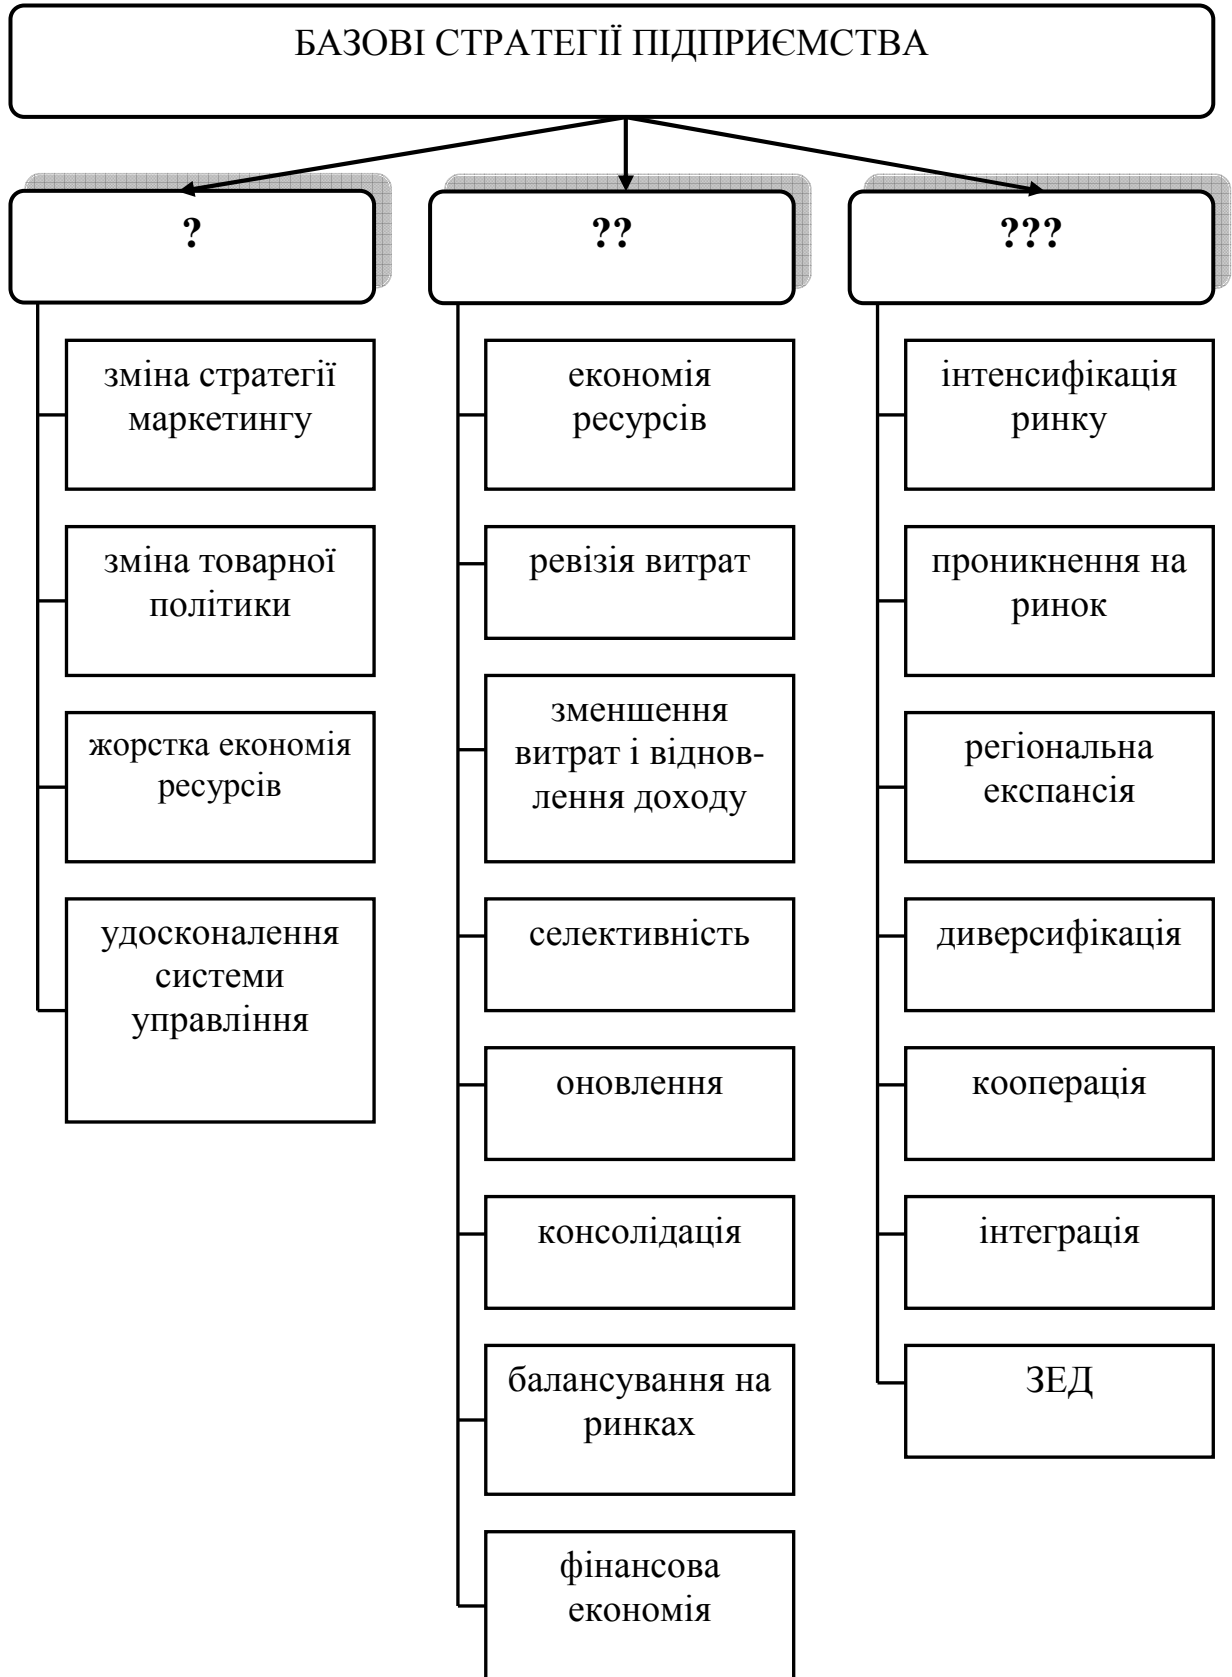 БАЗОВІ СТРАТЕГІЇ ПІДПРИЄМСТВА
?
зміна стратегії
маркетингу
зміна товарної
політики
жорстка економія
ресурсів
удосконалення
системи
управління
??
економія
ресурсів
ревізія витрат
зменшення
витрат і віднов-
лення доходу
селективність
оновлення
консолідація
балансування на
ринках
фінансова
економія
???
інтенсифікація
ринку
проникнення на
ринок
регіональна
експансія
диверсифікація
кооперація
інтеграція
ЗЕД